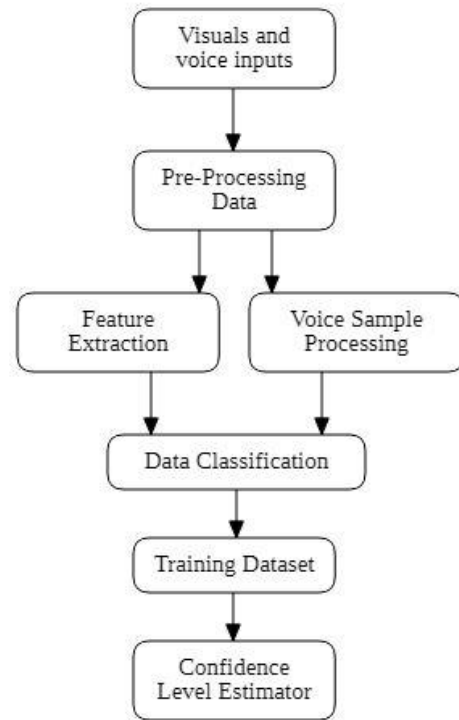 Visuals and
voice inputs
Pre-Processing
Data
Feature
Extraction
Voice Sample
Processing
Data Classification
Training Dataset
Confidence
Level Estimator